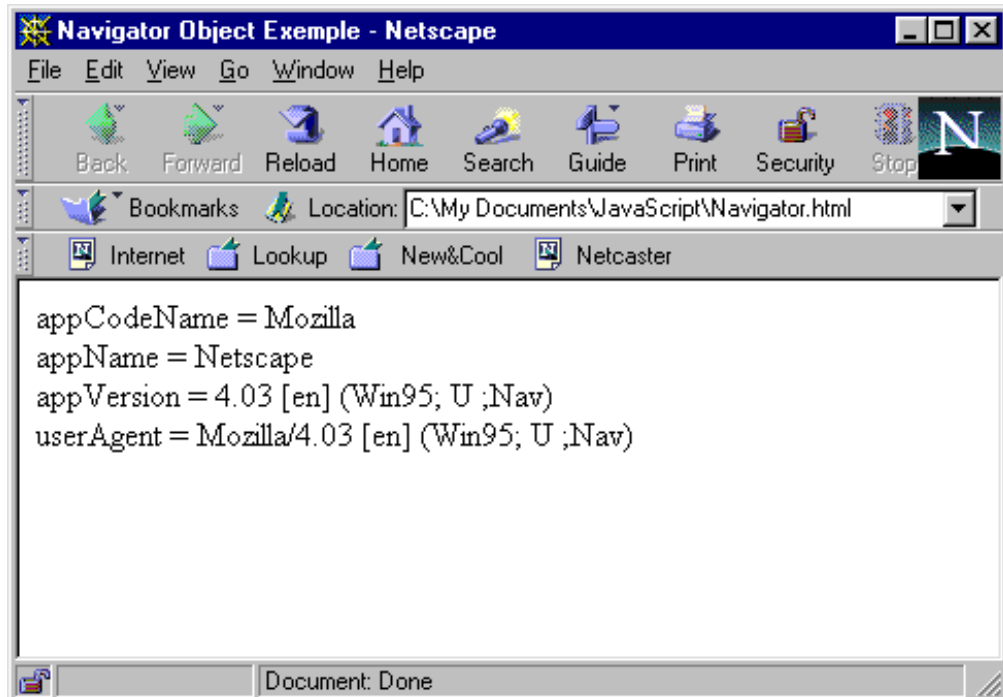 Navigator Object Exemple - Netscape
File Edit View Go Window Help
Back Forward Reload Home Search Guide Print Security Stop N
Bookmarks Location: C:\My Documents\JavaScript\Navigator.html
Internet Lookup New&Cool Netcaster
appCodeName = Mozilla
appName = Netscape
appVersion = 4.03 [en] (Win95; U ;Nav)
userAgent = Mozilla/4.03 [en] (Win95; U ;Nav)
Document: Done